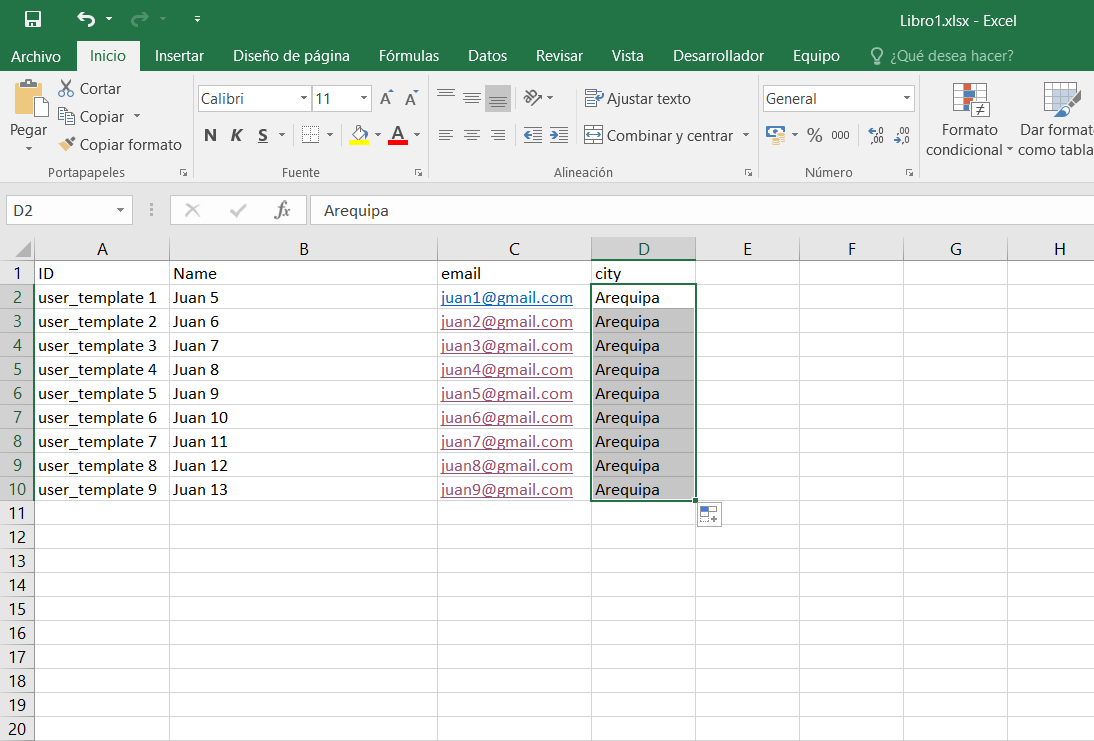 Libro1.xlsx - Excel
Archivo Inicio Insertar Diseño de página Fórmulas Datos Revisar Vista Desarrollador Equipo ¿Qué desea hacer?
Pegar
Cortar
Copiar
Copiar formato
Portapapeles
Calibri 11 A A
N K S A
Fuente
Ajustar texto
Combinar y centrar
Alineación
General
% 000 ,00 ,00
Número
Formato condicional
Dar format como tabla
D2 fx Arequipa
A B C D E F G H
1 ID Name email city
2 user_template 1 Juan 5 juan1@gmail.com Arequipa
3 user_template 2 Juan 6 juan2@gmail.com Arequipa
4 user_template 3 Juan 7 juan3@gmail.com Arequipa
5 user_template 4 Juan 8 juan4@gmail.com Arequipa
6 user_template 5 Juan 9 juan5@gmail.com Arequipa
7 user_template 6 Juan 10 juan6@gmail.com Arequipa
8 user_template 7 Juan 11 juan7@gmail.com Arequipa
9 user_template 8 Juan 12 juan8@gmail.com Arequipa
10 user_template 9 Juan 13 juan9@gmail.com Arequipa
11
12
13
14
15
16
17
18
19
20